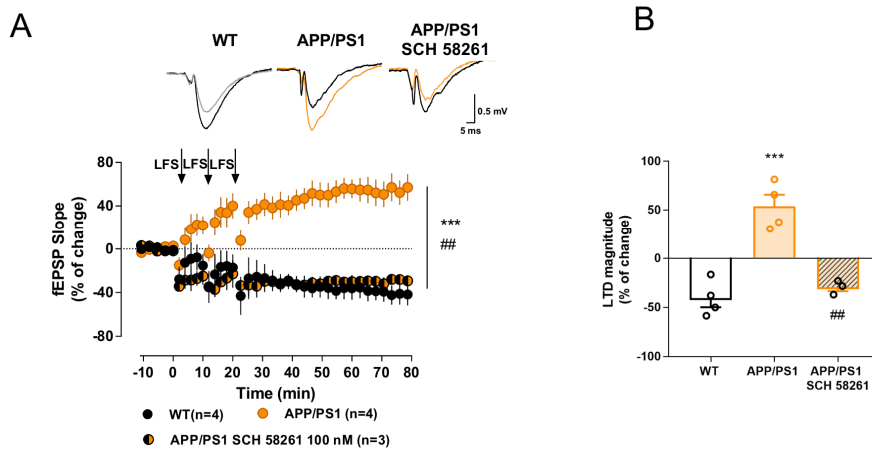 A
WT
APP/PS1
APP/PS1
SCH 58261
0.5 mV
5 ms
LFS LFS LFS
80
40
0
-40
-80
fEPSP Slope
(% of change)
***
##
-10 0 10 20 30 40 50 60 70 80
Time (min)
WT(n=4)
APP/PS1 (n=4)
APP/PS1 SCH 58261 100 nM (n=3)
B
100
50
0
-50
-100
LTD magnitude
(% of change)
***
##
WT
APP/PS1
APP/PS1
SCH 58261